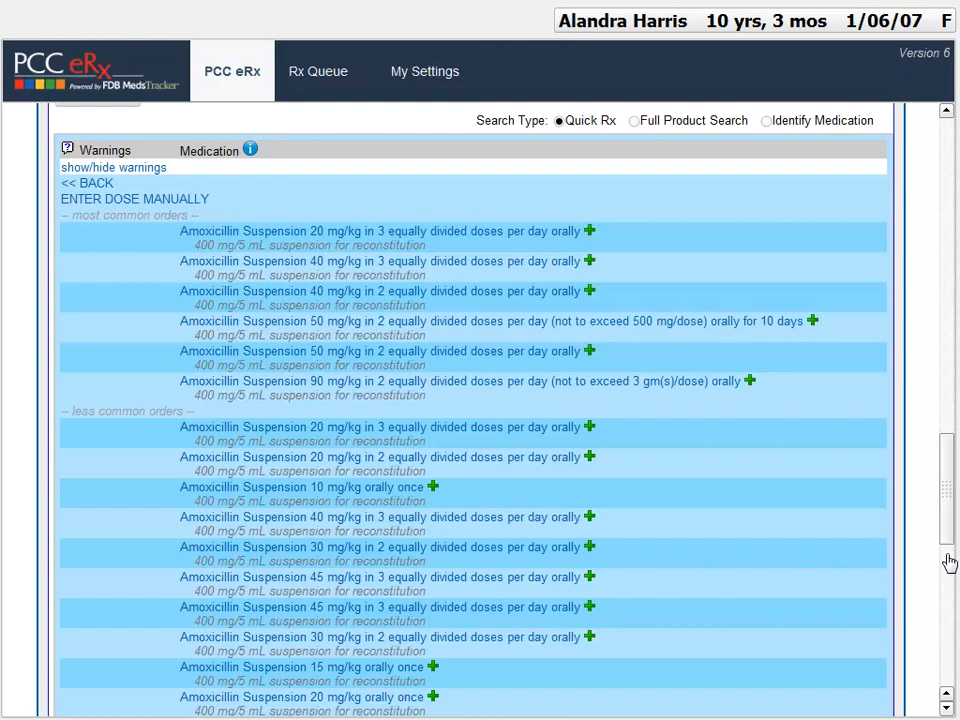 Alandra Harris 10 yrs, 3 mos 1/06/07 F
PCC eRx
Powered by FDB MedsTracker
PCC eRx
Rx Queue
My Settings
Version 6
Search Type: Quick Rx Full Product Search Identify Medication
Warnings Medication
show/hide warnings
<< BACK
ENTER DOSE MANUALLY
-- most common orders --
Amoxicillin Suspension 20 mg/kg in 3 equally divided doses per day orally
400 mg/5 mL suspension for reconstitution
Amoxicillin Suspension 40 mg/kg in 3 equally divided doses per day orally
400 mg/5 mL suspension for reconstitution
Amoxicillin Suspension 40 mg/kg in 2 equally divided doses per day orally
400 mg/5 mL suspension for reconstitution
Amoxicillin Suspension 50 mg/kg in 2 equally divided doses per day (not to exceed 500 mg/dose) orally for 10 days
400 mg/5 mL suspension for reconstitution
Amoxicillin Suspension 50 mg/kg in 2 equally divided doses per day orally
400 mg/5 mL suspension for reconstitution
Amoxicillin Suspension 90 mg/kg in 2 equally divided doses per day (not to exceed 3 gm(s)/dose) orally
400 mg/5 mL suspension for reconstitution
-- less common orders --
Amoxicillin Suspension 20 mg/kg in 3 equally divided doses per day orally
400 mg/5 mL suspension for reconstitution
Amoxicillin Suspension 20 mg/kg in 2 equally divided doses per day orally
400 mg/5 mL suspension for reconstitution
Amoxicillin Suspension 10 mg/kg orally once
400 mg/5 mL suspension for reconstitution
Amoxicillin Suspension 40 mg/kg in 3 equally divided doses per day orally
400 mg/5 mL suspension for reconstitution
Amoxicillin Suspension 30 mg/kg in 2 equally divided doses per day orally
400 mg/5 mL suspension for reconstitution
Amoxicillin Suspension 45 mg/kg in 3 equally divided doses per day orally
400 mg/5 mL suspension for reconstitution
Amoxicillin Suspension 45 mg/kg in 3 equally divided doses per day orally
400 mg/5 mL suspension for reconstitution
Amoxicillin Suspension 30 mg/kg in 2 equally divided doses per day orally
400 mg/5 mL suspension for reconstitution
Amoxicillin Suspension 15 mg/kg orally once
400 mg/5 mL suspension for reconstitution
Amoxicillin Suspension 20 mg/kg orally once
400 mg/5 mL suspension for reconstitution